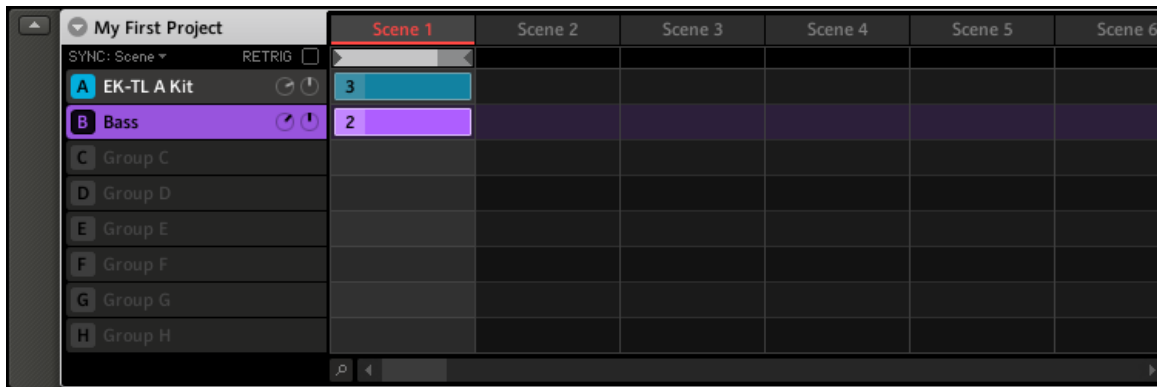 My First Project Scene 1 Scene 2 Scene 3 Scene 4 Scene 5 Scene 6
SYNC: Scene RETRIG
A EK-TL A Kit 3
B Bass 2
C Group C
D Group D
E Group E
F Group F
G Group G
H Group H